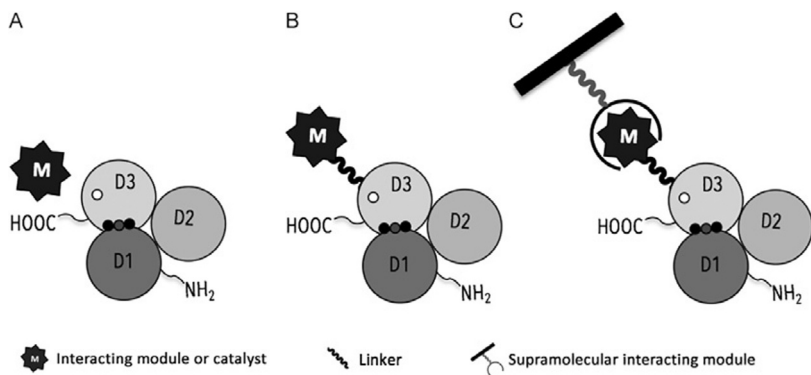 A B C
M M M
D3 D3 D3
HOOC HOOC HOOC
D2 D2 D2
D1 D1 D1
NH₂ NH₂ NH₂
M Interacting module or catalyst Linker Supramolecular interacting module